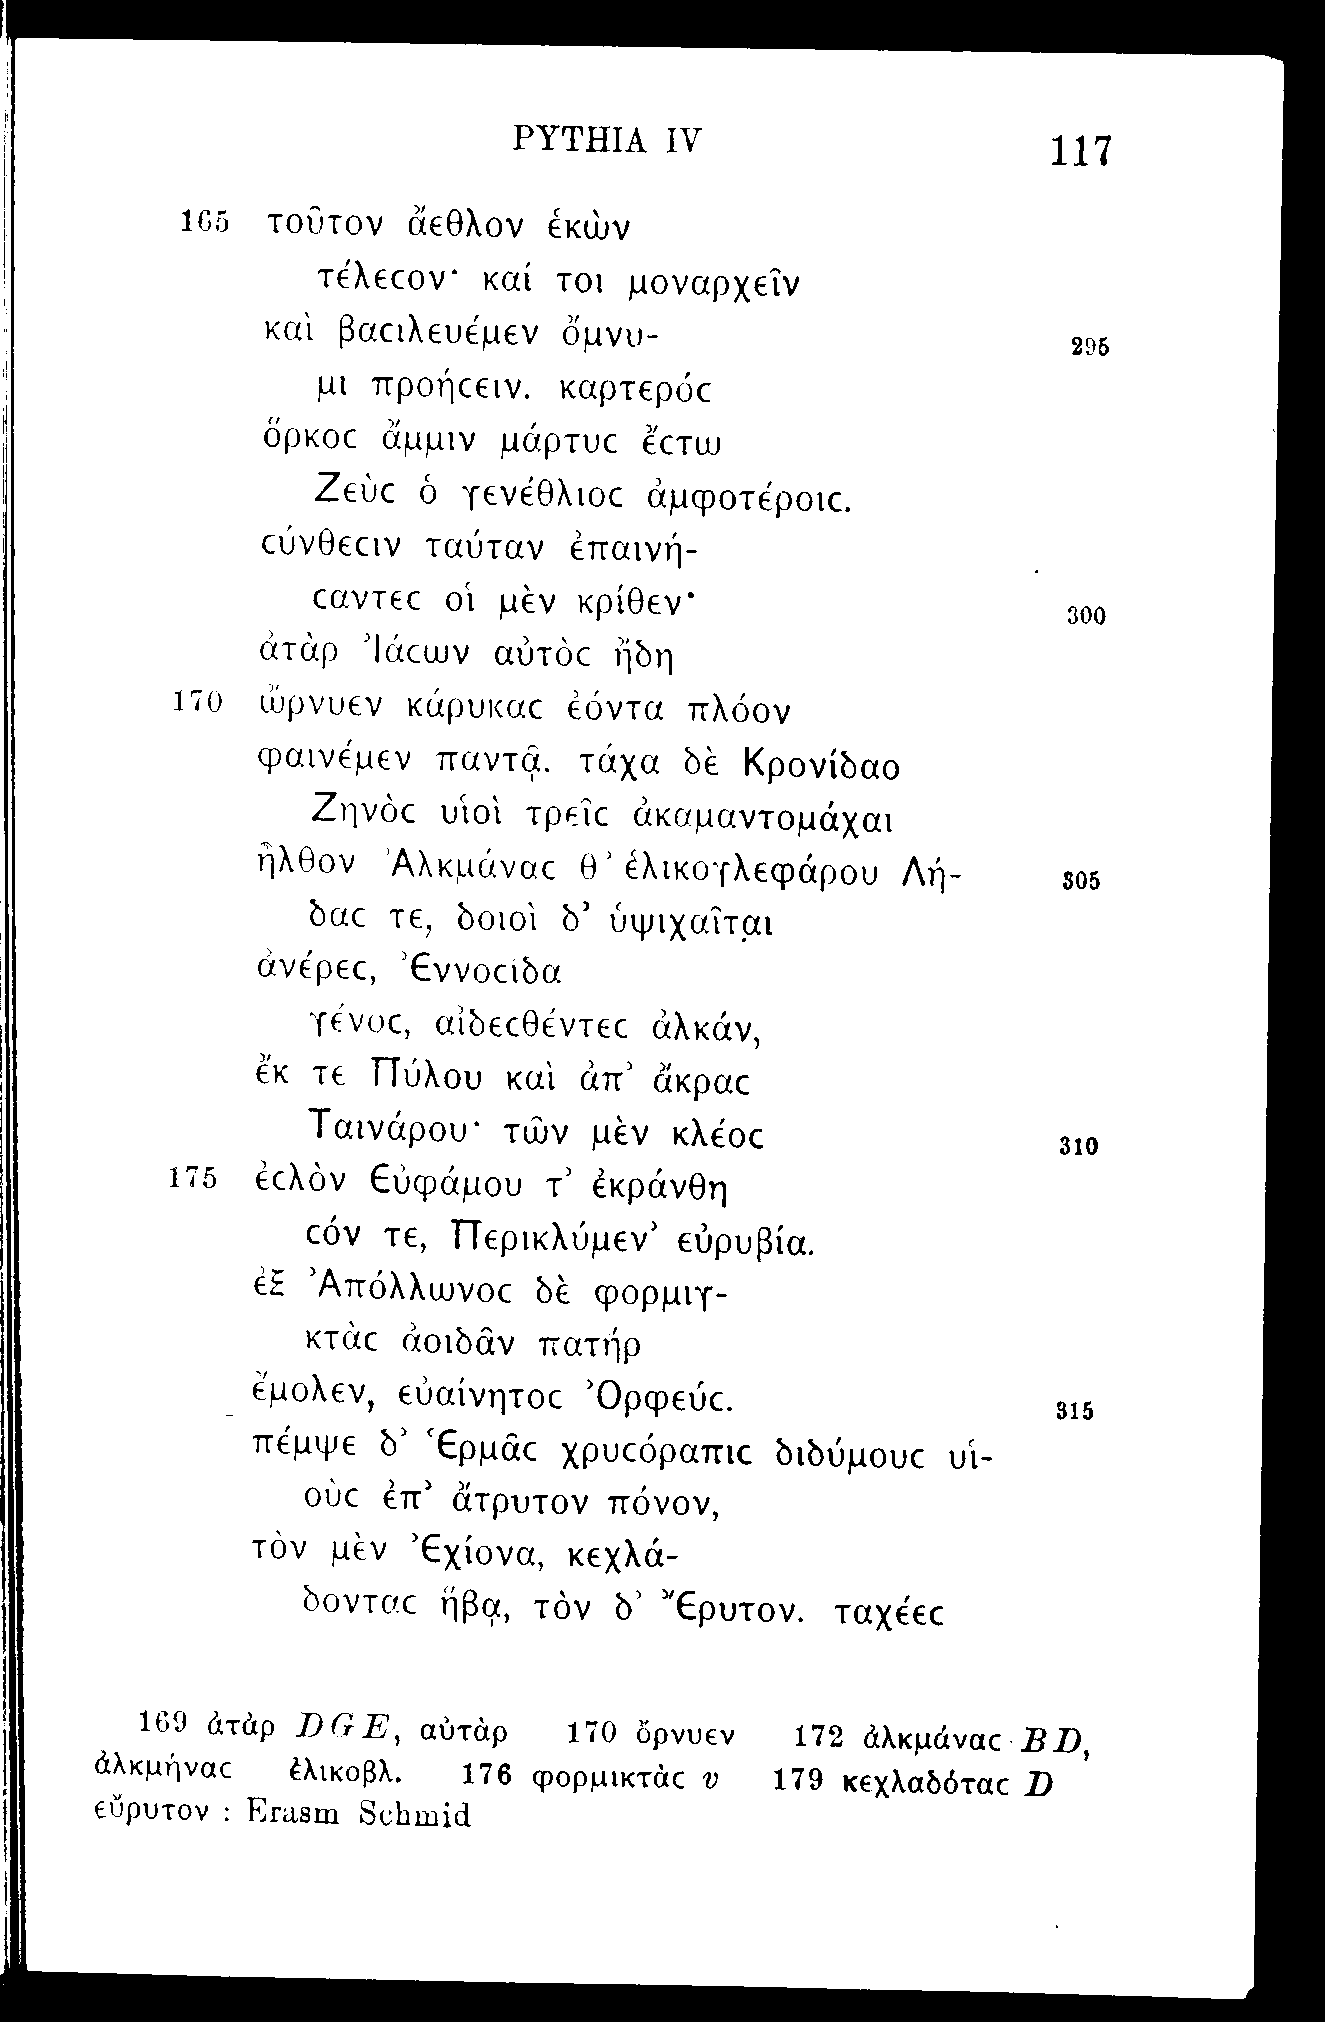 PYTHIA IV 117
165 τοῦτον ἄεθλον ἑκὼν
τέλεϲον· καί τοι μοναρχεῖν
καὶ βαϲιλευέμεν ὄμνυ- 295
μι προήϲειν. καρτερόϲ
ὅρκοϲ ἄμμιν μάρτυϲ ἔϲτω
Ζεὺϲ ὁ γενέθλιοϲ ἀμφοτέροιϲ.
ϲύνθεϲιν ταύταν ἐπαινή-
ϲαντεϲ οἱ μὲν κρίθεν· 300
ἀτὰρ Ἰάϲων αὐτὸϲ ἤδη
170 ὤρνυεν κάρυκαϲ ἐόντα πλόον
φαινέμεν παντᾷ. τάχα δὲ Κρονίδαο
Ζηνὸϲ υἱοὶ τρεῖϲ ἀκαμαντομάχαι
ἦλθον Ἀλκμάναϲ θ’ ἑλικογλεφάρου Λή- 305
δαϲ τε, δοιοὶ δ’ ὑψιχαῖται
ἀνέρεϲ, Ἐννοϲίδα
γένοϲ, αἰδεϲθέντεϲ ἀλκάν,
ἔκ τε Πύλου καὶ ἀπ’ ἄκραϲ
Ταινάρου· τῶν μὲν κλέοϲ 310
175 ἐϲλὸν Εὐφάμου τ’ ἐκράνθη
ϲόν τε, Περικλύμεν’ εὐρυβία.
ἐξ Ἀπόλλωνοϲ δὲ φορμιγ-
κτὰϲ ἀοιδᾶν πατήρ
ἔμολεν, εὐαίνητοϲ Ὀρφεύϲ. 315
πέμψε δ’ Ἑρμᾶϲ χρυϲόραπιϲ διδύμουϲ υἱ-
οὺϲ ἐπ’ ἄτρυτον πόνον,
τὸν μὲν Ἐχίονα, κεχλά-
δονταϲ ἥβᾳ, τὸν δ’ Ἔρυτον. ταχέεϲ
169 ἀτὰρ DGE, αὐτὰρ 170 ὄρνυεν 172 ἀλκμάναϲ BD,
ἀλκμήναϲ ἑλικοβλ. 176 φορμικτὰϲ v 179 κεχλαδόταϲ D
εὔρυτον : Erasm Schmid